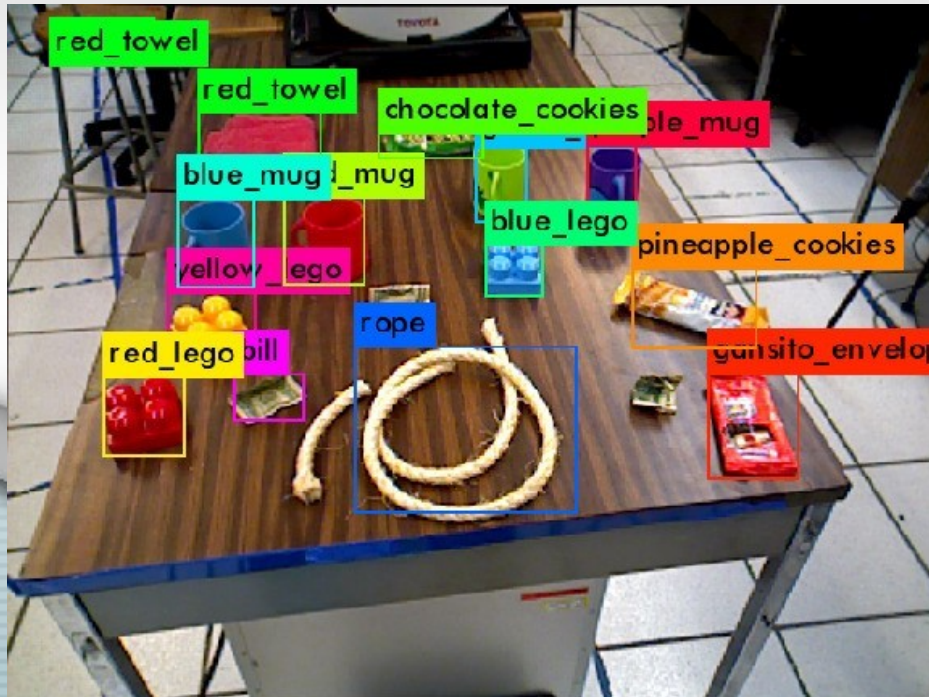 TOYOTA
red_towel
red_towel
chocolate_cookies
ple_mug
blue_mug
d_mug
blue_lego
pineapple_cookies
yellow_lego
rope
red_lego
bill
gansito_envelop